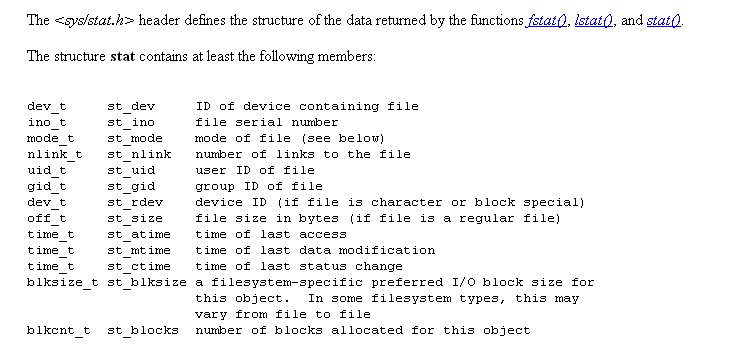 The <sys/stat.h> header defines the structure of the data returned by the functions fstat(), lstat(), and stat().
The structure stat contains at least the following members:
dev_t     st_dev     ID of device containing file
ino_t     st_ino     file serial number
mode_t    st_mode    mode of file (see below)
nlink_t   st_nlink   number of links to the file
uid_t     st_uid     user ID of file
gid_t     st_gid     group ID of file
dev_t     st_rdev    device ID (if file is character or block special)
off_t     st_size    file size in bytes (if file is a regular file)
time_t    st_atime   time of last access
time_t    st_mtime   time of last data modification
time_t    st_ctime   time of last status change
blksize_t st_blksize a filesystem-specific preferred I/O block size for
                     this object.  In some filesystem types, this may
                     vary from file to file
blkcnt_t  st_blocks  number of blocks allocated for this object